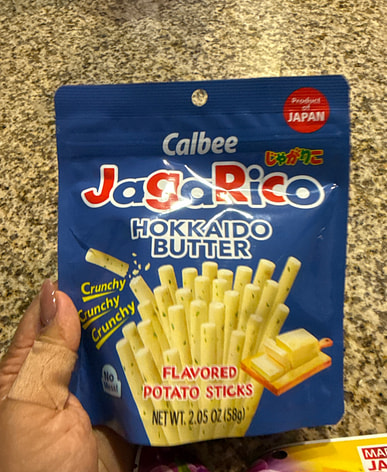 Product
of
JAPAN
Calbee
じゃがりこ
JagaRico
HOKKAIDO
BUTTER
Crunchy
Crunchy
Crunchy
No
FLAVORED
POTATO STICKS
NET WT. 2.05 OZ (58g)